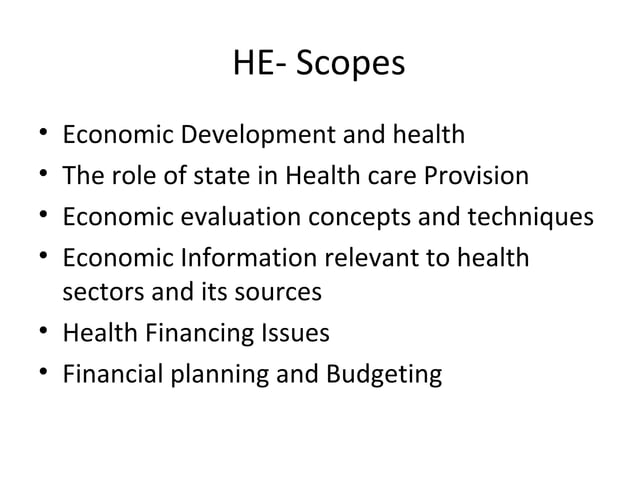 HE- Scopes
• Economic Development and health
• The role of state in Health care Provision
• Economic evaluation concepts and techniques
• Economic Information relevant to health
sectors and its sources
• Health Financing Issues
• Financial planning and Budgeting